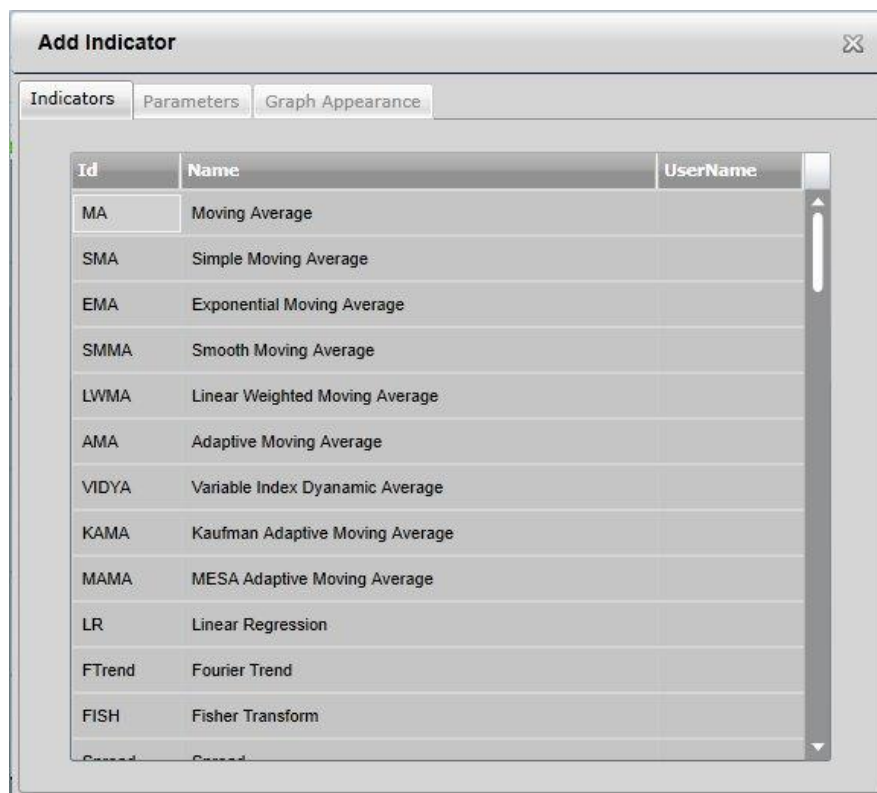 Add Indicator
Indicators Parameters Graph Appearance
Id Name UserName
MA Moving Average
SMA Simple Moving Average
EMA Exponential Moving Average
SMMA Smooth Moving Average
LWMA Linear Weighted Moving Average
AMA Adaptive Moving Average
VIDYA Variable Index Dyanamic Average
KAMA Kaufman Adaptive Moving Average
MAMA MESA Adaptive Moving Average
LR Linear Regression
FTrend Fourier Trend
FISH Fisher Transform
Spread Spread